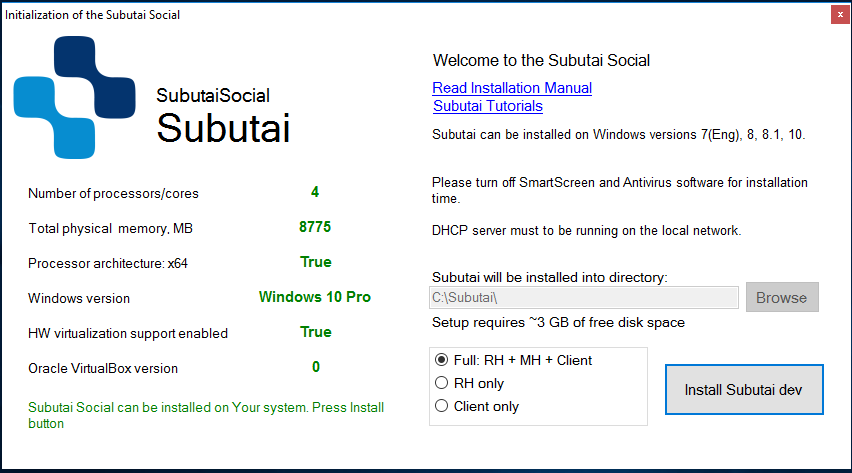 Initialization of the Subutai Social
x
SubutaiSocial
Subutai
Number of processors/cores 4
Total physical memory, MB 8775
Processor architecture: x64 True
Windows version Windows 10 Pro
HW virtualization support enabled True
Oracle VirtualBox version 0
Subutai Social can be installed on Your system. Press Install
button
Welcome to the Subutai Social
Read Installation Manual
Subutai Tutorials
Subutai can be installed on Windows versions 7(Eng), 8, 8.1, 10.
Please turn off SmartScreen and Antivirus software for installation
time.
DHCP server must to be running on the local network.
Subutai will be installed into directory:
C:\Subutai\ Browse
Setup requires ~3 GB of free disk space
Full: RH + MH + Client
RH only
Client only
Install Subutai dev